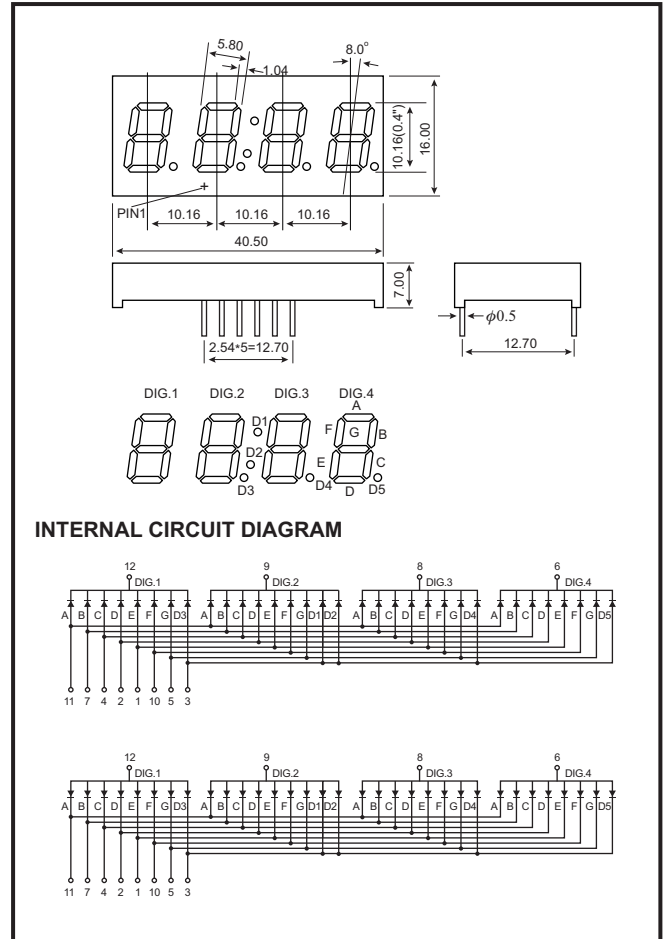 5.80
8.0°
1.04
10.16(0.4")
16.00
PIN1
10.16 10.16 10.16
40.50
7.00
ϕ0.5
2.54*5=12.70
12.70
DIG.1 DIG.2 DIG.3 DIG.4
A
D1 F G B
D2 E C
D3 D4 D D5
INTERNAL CIRCUIT DIAGRAM
12 9 8 6
DIG.1 DIG.2 DIG.3 DIG.4
A B C D E F G D3 A B C D E F G D1 D2 A B C D E F G D4 A B C D E F G D5
11 7 4 2 1 10 5 3
12 9 8 6
DIG.1 DIG.2 DIG.3 DIG.4
A B C D E F G D3 A B C D E F G D1 D2 A B C D E F G D4 A B C D E F G D5
11 7 4 2 1 10 5 3